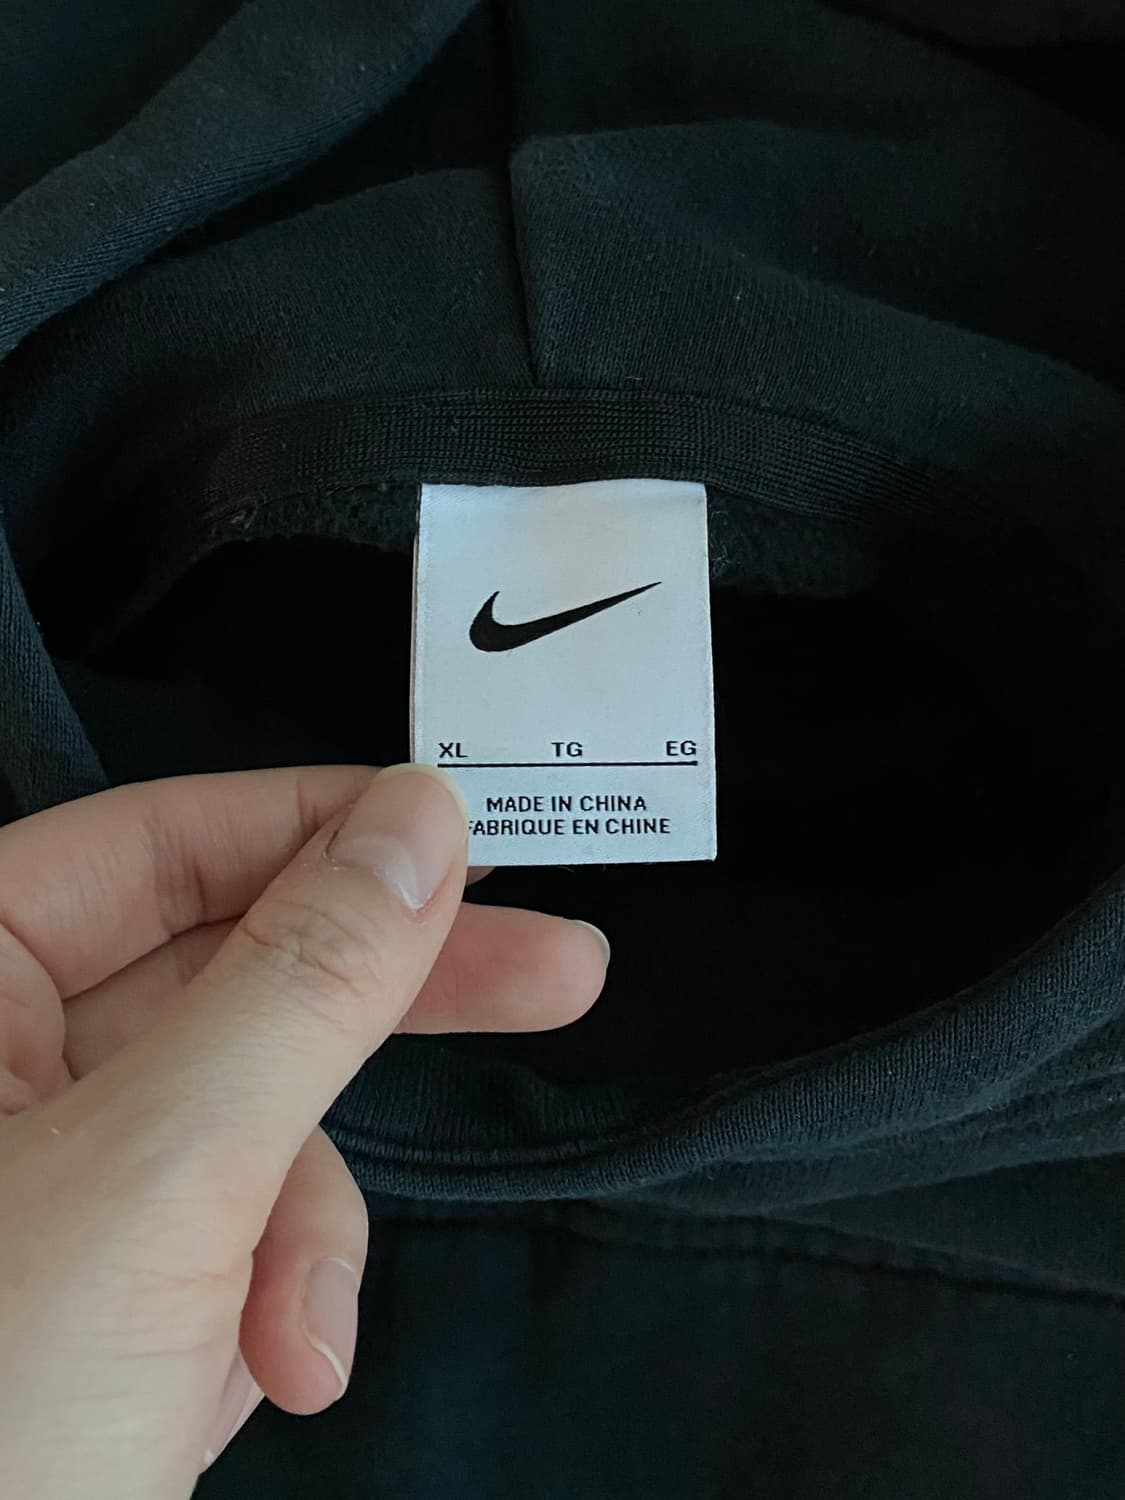 XL TG EG
MADE IN CHINA
FABRIQUE EN CHINE